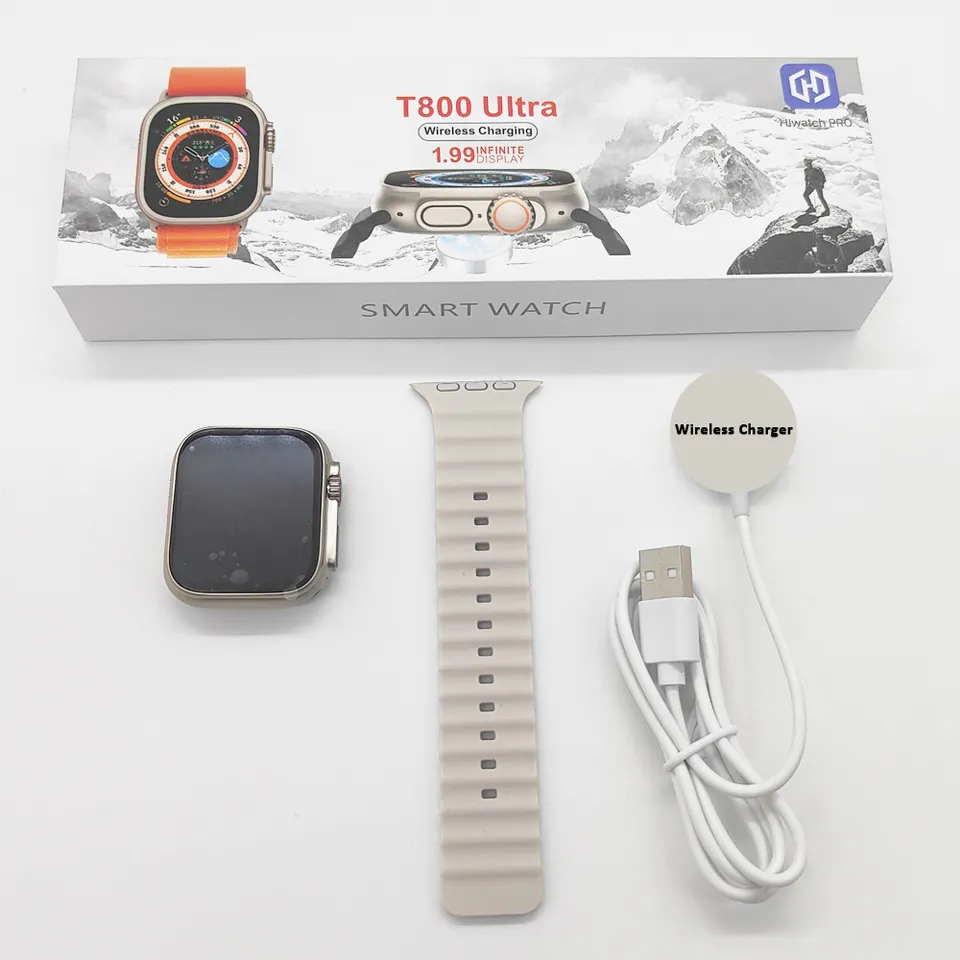 T800 Ultra
Wireless Charging
1.99 INFINITE
DISPLAY
HIwatch PRO
SMART WATCH
Wireless Charger